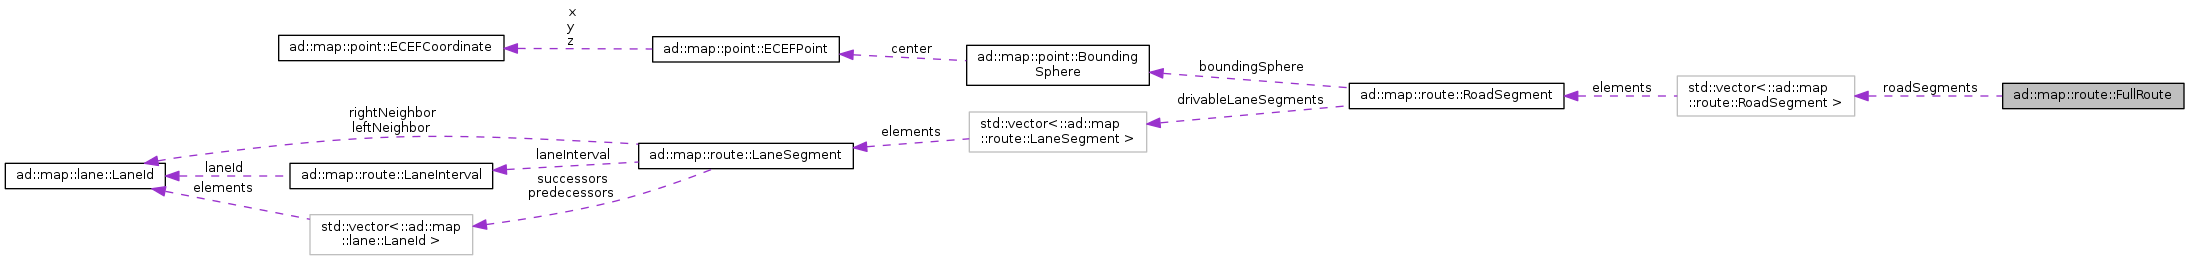 x
y
z
ad::map::point::ECEFCoordinate
ad::map::point::ECEFPoint
center
ad::map::point::Bounding
Sphere
boundingSphere
drivableLaneSegments
ad::map::route::RoadSegment
elements
std::vector<::ad::map
::route::RoadSegment >
roadSegments
ad::map::route::FullRoute
rightNeighbor
leftNeighbor
elements
std::vector<::ad::map
::route::LaneSegment >
ad::map::lane::LaneId
laneId
elements
ad::map::route::LaneInterval
laneInterval
successors
predecessors
ad::map::route::LaneSegment
std::vector<::ad::map
::lane::LaneId >